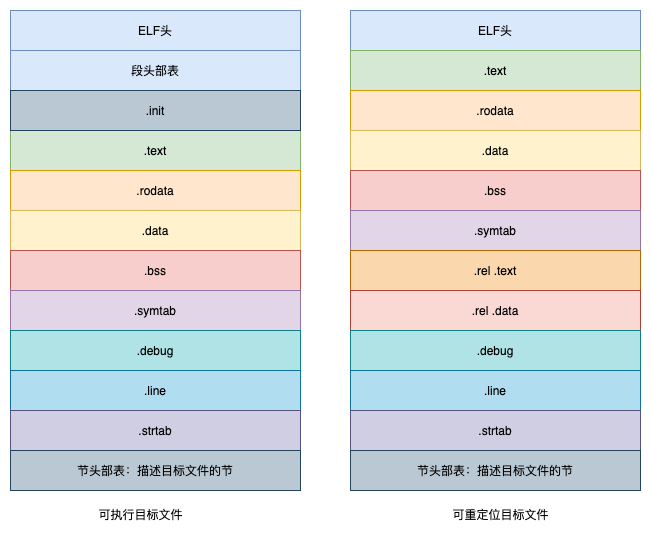 ELF头
段头部表
.init
.text
.rodata
.data
.bss
.symtab
.debug
.line
.strtab
节头部表：描述目标文件的节
可执行目标文件
ELF头
.text
.rodata
.data
.bss
.symtab
.rel .text
.rel .data
.debug
.line
.strtab
节头部表：描述目标文件的节
可重定位目标文件